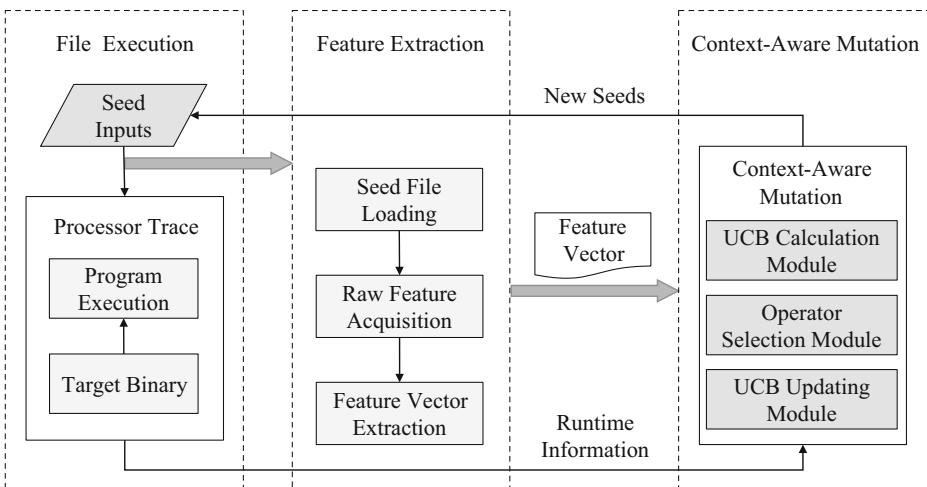 File Execution
Seed
Inputs
Processor Trace
Program
Execution
Target Binary
Feature Extraction
Seed File
Loading
Raw Feature
Acquisition
Feature Vector
Extraction
New Seeds
Feature
Vector
Runtime
Information
Context-Aware Mutation
Context-Aware
Mutation
UCB Calculation
Module
Operator
Selection Module
UCB Updating
Module